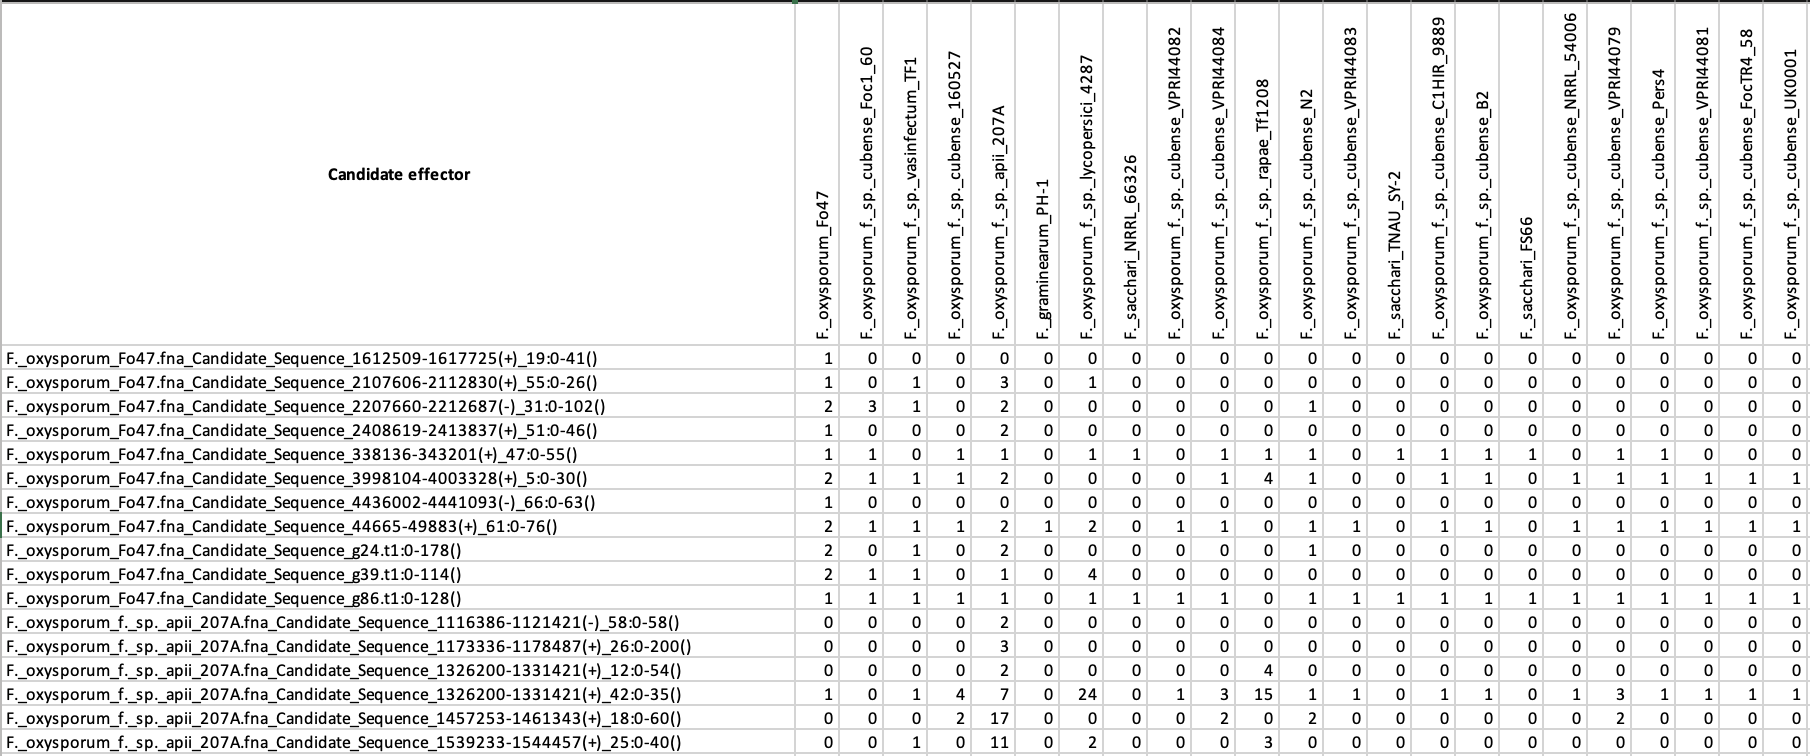 Candidate effector F._oxysporum_Fo47 F._oxysporum_f._sp._cubense_Foc1_60 F._oxysporum_f._sp._vasinfectum_TF1 F._oxysporum_f._sp._cubense_160527 F._oxysporum_f._sp._apii_207A F._graminearum_PH-1 F._oxysporum_f._sp._lycopersici_4287 F._sacchari_NRRL_66326 F._oxysporum_f._sp._cubense_VPRI44082 F._oxysporum_f._sp._cubense_VPRI44084 F._oxysporum_f._sp_rapae_Tf1208 F._oxysporum_f._sp._cubense_N2 F._oxysporum_f._sp._cubense_VPRI44083 F._sacchari_TNAU_SY-2 F._oxysporum_f._sp._cubense_C1HIR_9889 F._oxysporum_f._sp._cubense_B2 F._sacchari_FS66 F._oxysporum_f._sp._cubense_NRRL_54006 F._oxysporum_f._sp._cubense_VPRI44079 F._oxysporum_f._sp._cubense_Pers4 F._oxysporum_f._sp._cubense_VPRI44081 F._oxysporum_f._sp._cubense_FocTR4_58 F._oxysporum_f._sp._cubense_UK0001
F._oxysporum_Fo47.fna_Candidate_Sequence_1612509-1617725(+)_19:0-41() 1 0 0 0 0 0 0 0 0 0 0 0 0 0 0 0 0 0 0 0 0 0 0
F._oxysporum_Fo47.fna_Candidate_Sequence_2107606-2112830(+)_55:0-26() 1 0 1 0 3 0 1 0 0 0 0 0 0 0 0 0 0 0 0 0 0 0 0
F._oxysporum_Fo47.fna_Candidate_Sequence_2207660-2212687(-)_31:0-102() 2 3 1 0 2 0 0 0 0 0 0 1 0 0 0 0 0 0 0 0 0 0 0
F._oxysporum_Fo47.fna_Candidate_Sequence_2408619-2413837(+)_51:0-46() 1 0 0 0 2 0 0 0 0 0 0 0 0 0 0 0 0 0 0 0 0 0 0
F._oxysporum_Fo47.fna_Candidate_Sequence_338136-343201(+)_47:0-55() 1 1 0 1 1 0 1 1 0 1 1 1 0 1 1 1 1 0 1 1 0 0 0
F._oxysporum_Fo47.fna_Candidate_Sequence_3998104-4003328(+)_5:0-30() 2 1 1 1 2 0 0 0 0 1 4 1 0 0 1 1 0 1 1 1 1 1 1
F._oxysporum_Fo47.fna_Candidate_Sequence_4436002-4441093(-)_66:0-63() 1 0 0 0 0 0 0 0 0 0 0 0 0 0 0 0 0 0 0 0 0 0 0
F._oxysporum_Fo47.fna_Candidate_Sequence_44665-49883(+)_61:0-76() 2 1 1 1 2 1 2 0 1 1 0 1 1 0 1 1 0 1 1 1 1 1 1
F._oxysporum_Fo47.fna_Candidate_Sequence_g24.t1:0-178() 2 0 1 0 2 0 0 0 0 0 0 1 0 0 0 0 0 0 0 0 0 0 0
F._oxysporum_Fo47.fna_Candidate_Sequence_g39.t1:0-114() 2 1 1 0 1 0 4 0 0 0 0 0 0 0 0 0 0 0 0 0 0 0 0
F._oxysporum_Fo47.fna_Candidate_Sequence_g86.t1:0-128() 1 1 1 1 1 0 1 1 1 1 0 1 1 1 1 1 1 1 1 1 1 1 1
F._oxysporum_f._sp._apii_207A.fna_Candidate_Sequence_1116386-1121421(-)_58:0-58() 0 0 0 0 2 0 0 0 0 0 0 0 0 0 0 0 0 0 0 0 0 0 0
F._oxysporum_f._sp._apii_207A.fna_Candidate_Sequence_1173336-1178487(+)_26:0-200() 0 0 0 0 3 0 0 0 0 0 0 0 0 0 0 0 0 0 0 0 0 0 0
F._oxysporum_f._sp._apii_207A.fna_Candidate_Sequence_1326200-1331421(+)_12:0-54() 0 0 0 0 2 0 0 0 0 0 4 0 0 0 0 0 0 0 0 0 0 0 0
F._oxysporum_f._sp._apii_207A.fna_Candidate_Sequence_1326200-1331421(+)_42:0-35() 1 0 1 4 7 0 24 0 1 3 15 1 1 0 1 1 0 1 3 1 1 1 1
F._oxysporum_f._sp._apii_207A.fna_Candidate_Sequence_1457253-1461343(+)_18:0-60() 0 0 0 2 17 0 0 0 0 2 0 2 0 0 0 0 0 0 2 0 0 0 0
F._oxysporum_f._sp._apii_207A.fna_Candidate_Sequence_1539233-1544457(+)_25:0-40() 0 0 1 0 11 0 2 0 0 0 3 0 0 0 0 0 0 0 0 0 0 0 0